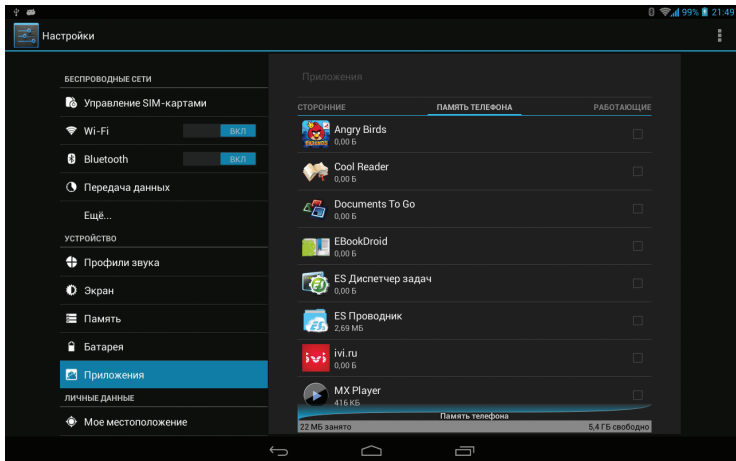 99% 21:49
Настройки
БЕСПРОВОДНЫЕ СЕТИ
Управление SIM-картами
Wi-Fi ВКЛ
Bluetooth ВКЛ
Передача данных
Ещё...
УСТРОЙСТВО
Профили звука
Экран
Память
Батарея
Приложения
ЛИЧНЫЕ ДАННЫЕ
Мое местоположение
Приложения
СТОРОННИЕ ПАМЯТЬ ТЕЛЕФОНА РАБОТАЮЩИЕ
Angry Birds
0,00 Б
Cool Reader
0,00 Б
Documents To Go
0,00 Б
EBookDroid
0,00 Б
ES Диспетчер задач
0,00 Б
ES Проводник
2,69 МБ
ivi
ivi.ru
0,00 Б
MX Player
416 КБ
Память телефона
22 МБ занято 5,4 ГБ свободно